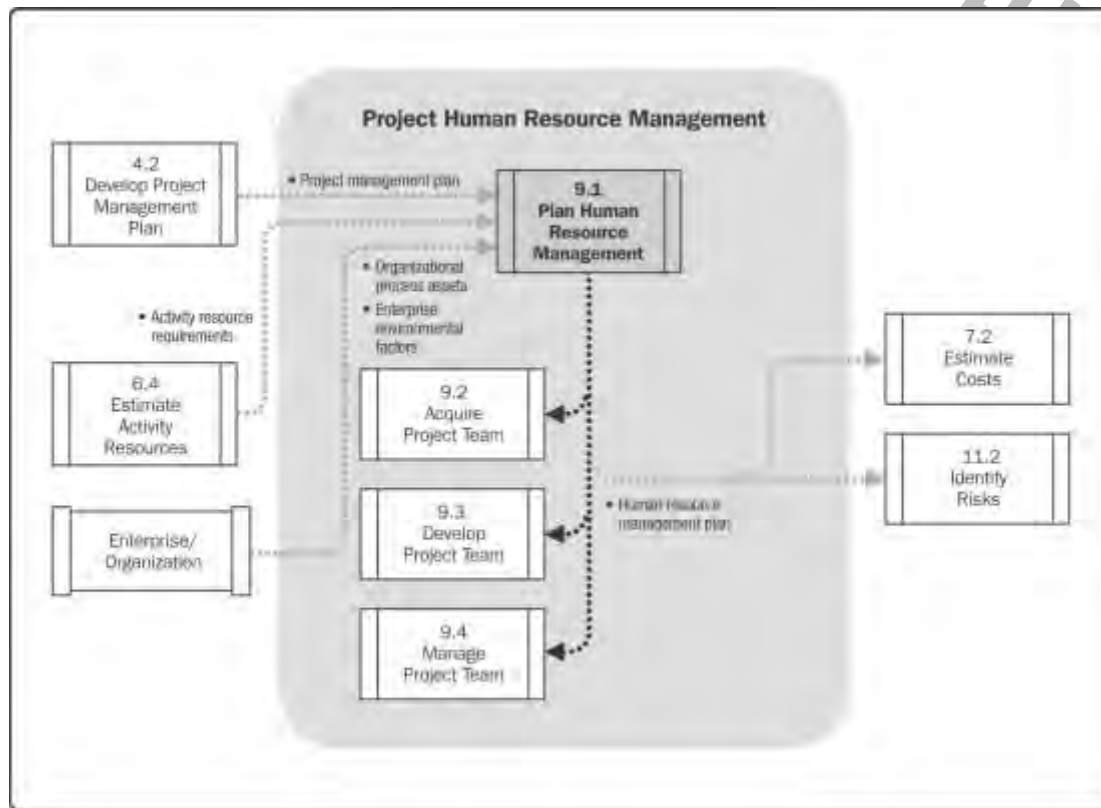 Project Human Resource Management
4.2
Develop Project
Management
Plan
• Project management plan
9.1
Plan Human
Resource
Management
• Organizational
process assets
• Enterprise
environmental
factors
• Activity resource
requirements
7.2
Estimate
Costs
6.4
Estimate
Activity
Resources
9.2
Acquire
Project Team
11.2
Identify
Risks
• Human resource
management plan
9.3
Develop
Project Team
Enterprise/
Organization
9.4
Manage
Project Team